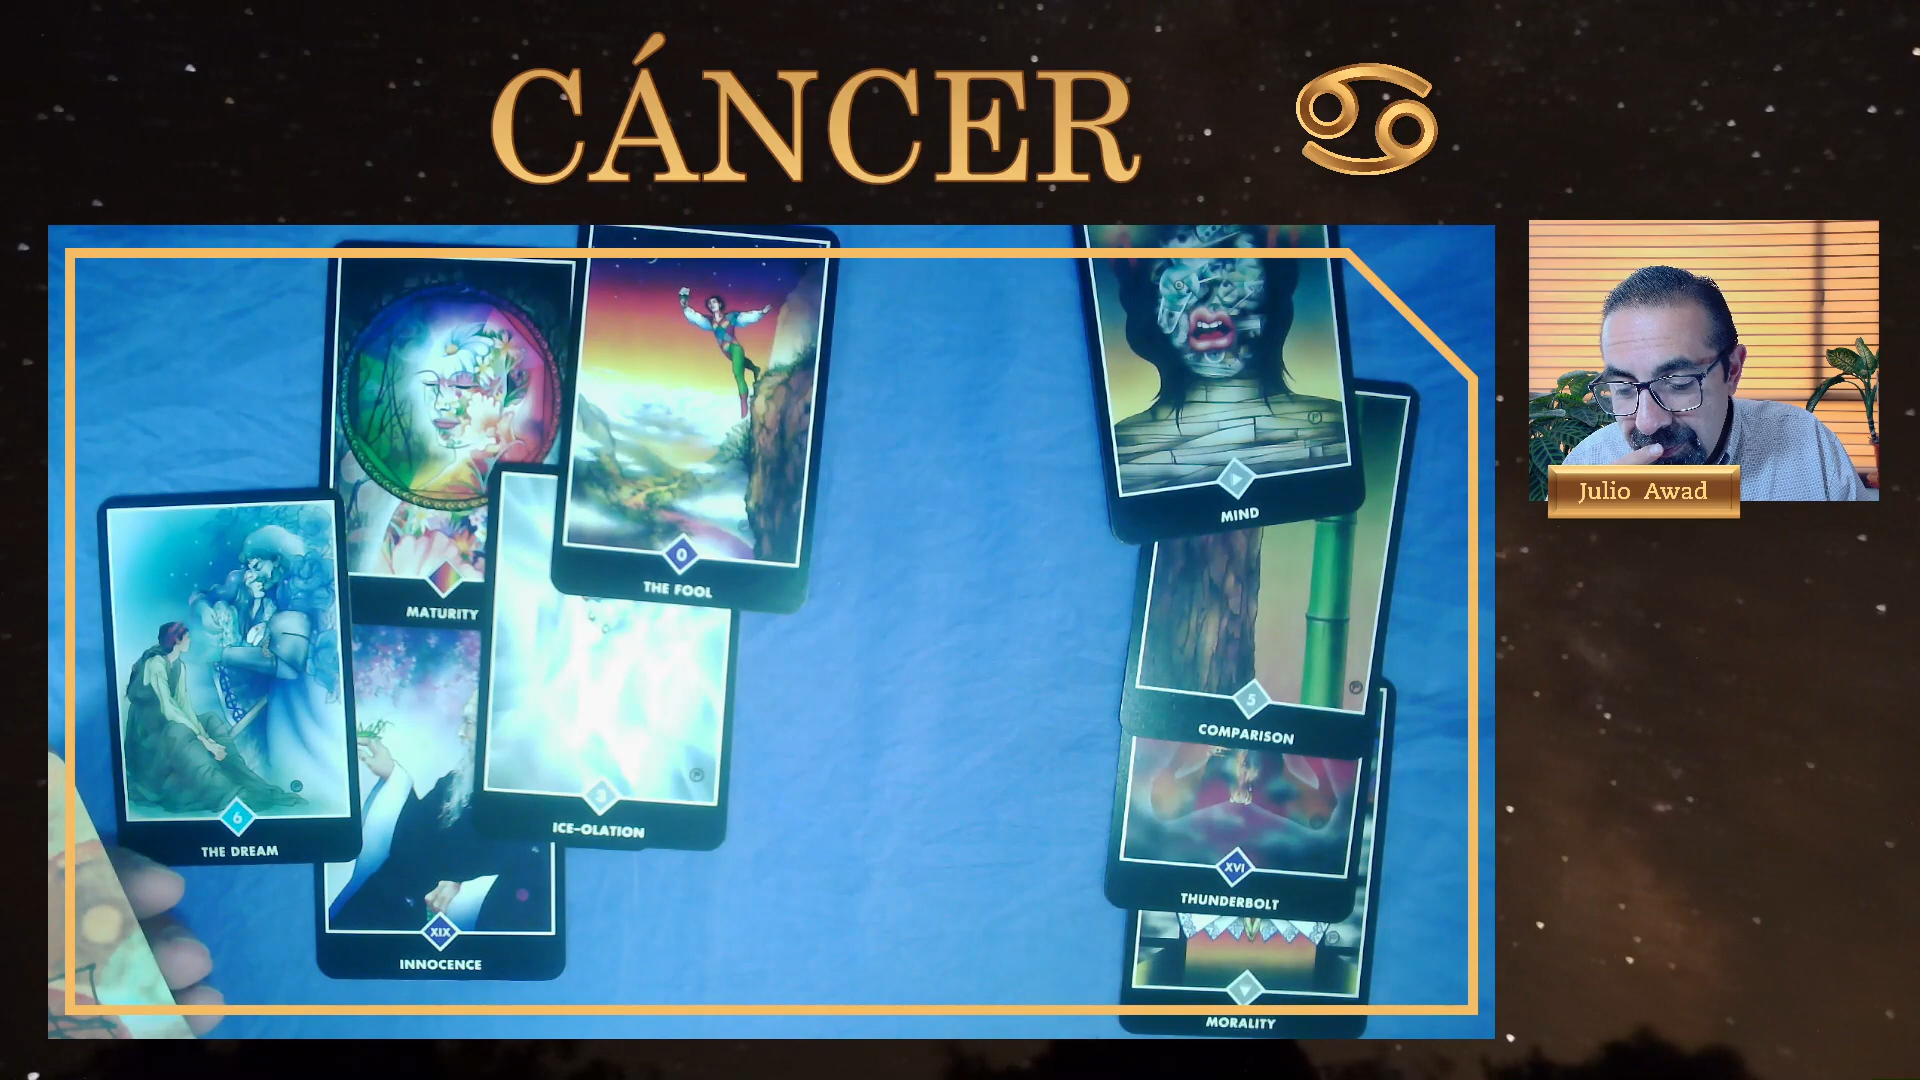 CÁNCER
Julio Awad
MIND
0
THE FOOL
MATURITY
5
COMPARISON
3
ICE-OLATION
6
THE DREAM
XVI
THUNDERBOLT
XIX
INNOCENCE
MORALITY